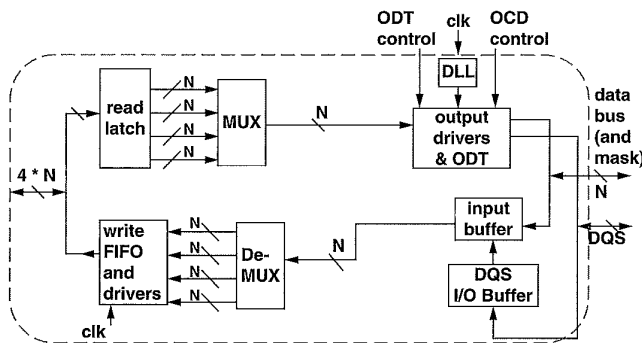 ODT
control
clk
OCD
control
DLL
read
latch
N
N
N
N
MUX
N
output
drivers
& ODT
data
bus
(and
mask)
N
4 * N
write
FIFO
and
drivers
N
N
N
N
De-
MUX
N
input
buffer
DQS
DQS
I/O Buffer
clk